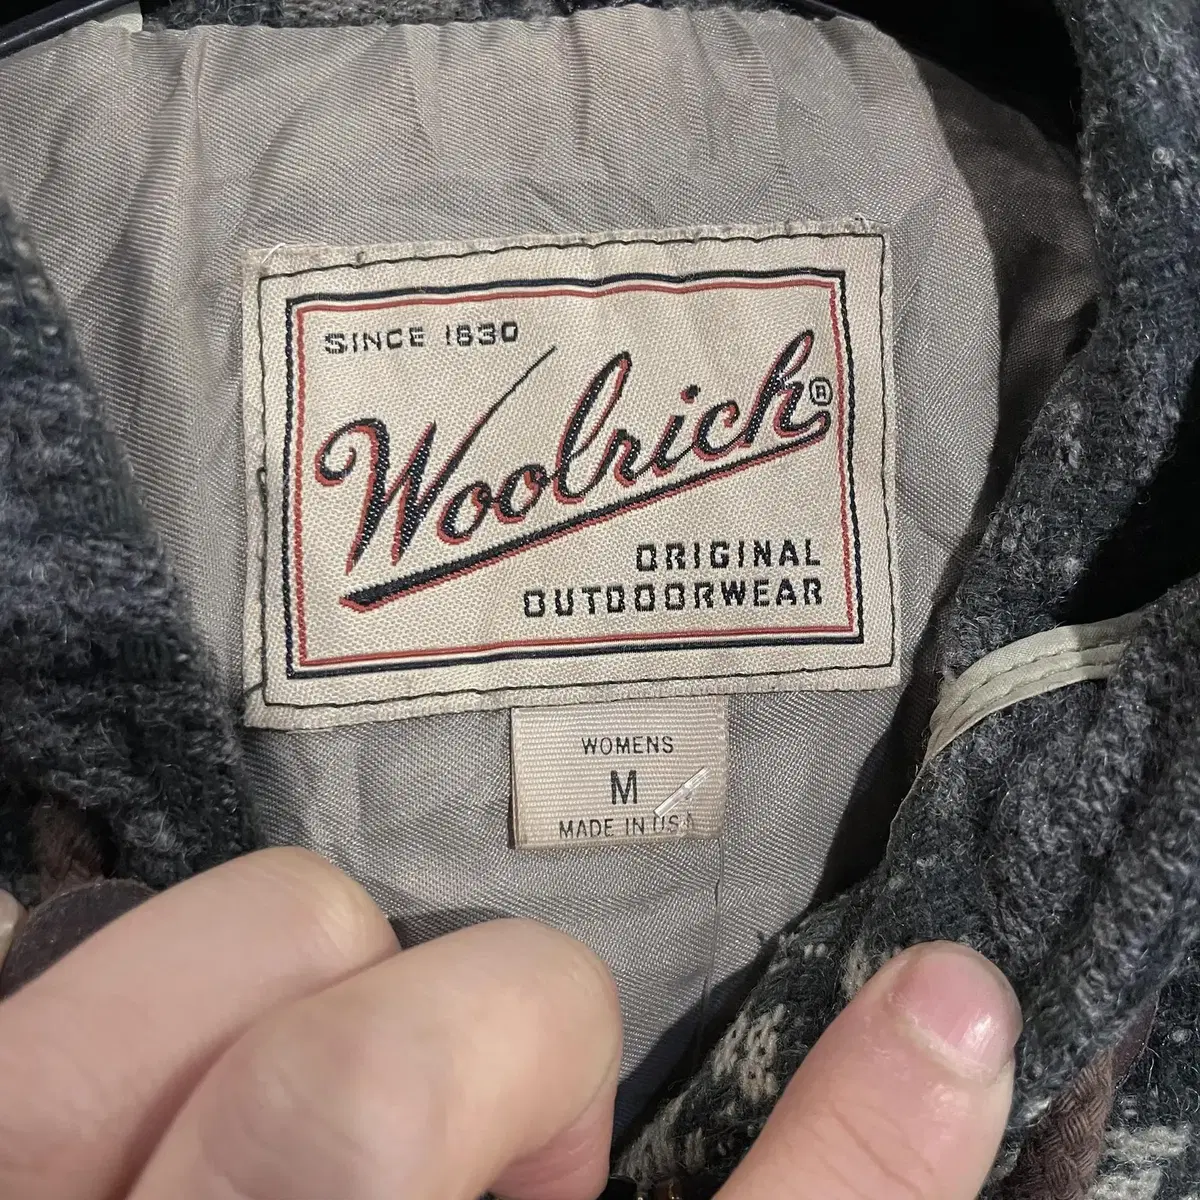 SINCE 1830
Woolrich®
ORIGINAL
OUTDOORWEAR
WOMENS
M
MADE IN USA